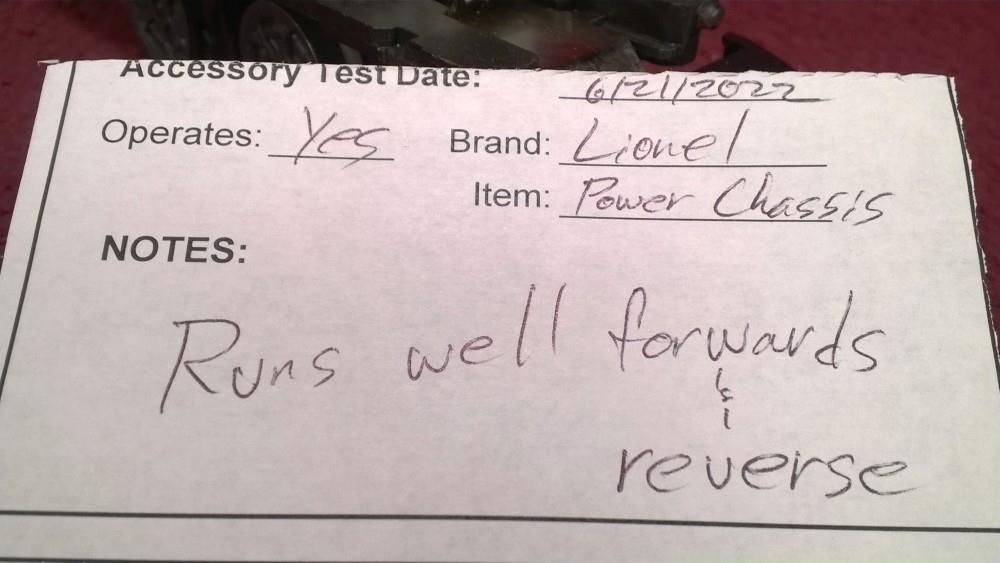 Accessory Test Date: 6/21/2022
Operates: Yes Brand: Lionel
Item: Power Chassis
NOTES:
Runs well forwards
&
reverse